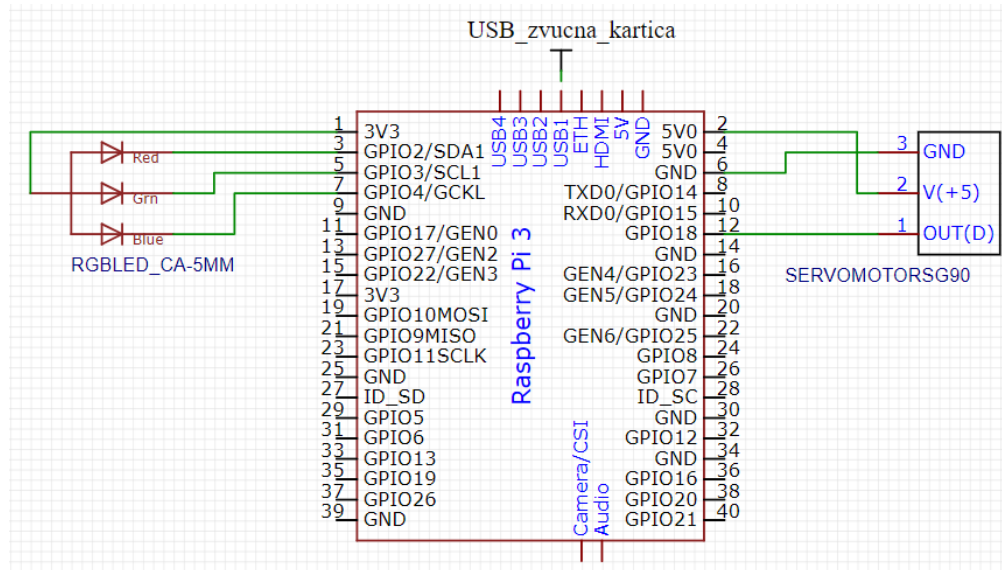 USB_zvucna_kartica
USB4
USB3
USB2
USB1
ETH
HDMI
5V
GND
1 3V3
3 GPIO2/SDA1
5 GPIO3/SCL1
7 GPIO4/GCKL
9 GND
11 GPIO17/GEN0
13 GPIO27/GEN2
15 GPIO22/GEN3
17 3V3
19 GPIO10MOSI
21 GPIO9MISO
23 GPIO11SCLK
25 GND
27 ID_SD
29 GPIO5
31 GPIO6
33 GPIO13
35 GPIO19
37 GPIO26
39 GND
Red
Grn
Blue
RGBLED_CA-5MM
Raspberry Pi 3
5V0 2
5V0 4
GND 6
TXD0/GPIO14 8
RXD0/GPIO15 10
GPIO18 12
GND 14
GEN4/GPIO23 16
GEN5/GPIO24 18
GND 20
GEN6/GPIO25 22
GPIO8 24
GPIO7 26
ID_SC 28
GND 30
GPIO12 32
GND 34
GPIO16 36
GPIO20 38
GPIO21 40
3 GND
2 V(+5)
1 OUT(D)
SERVOMOTORSG90
Camera/CSI
Audio